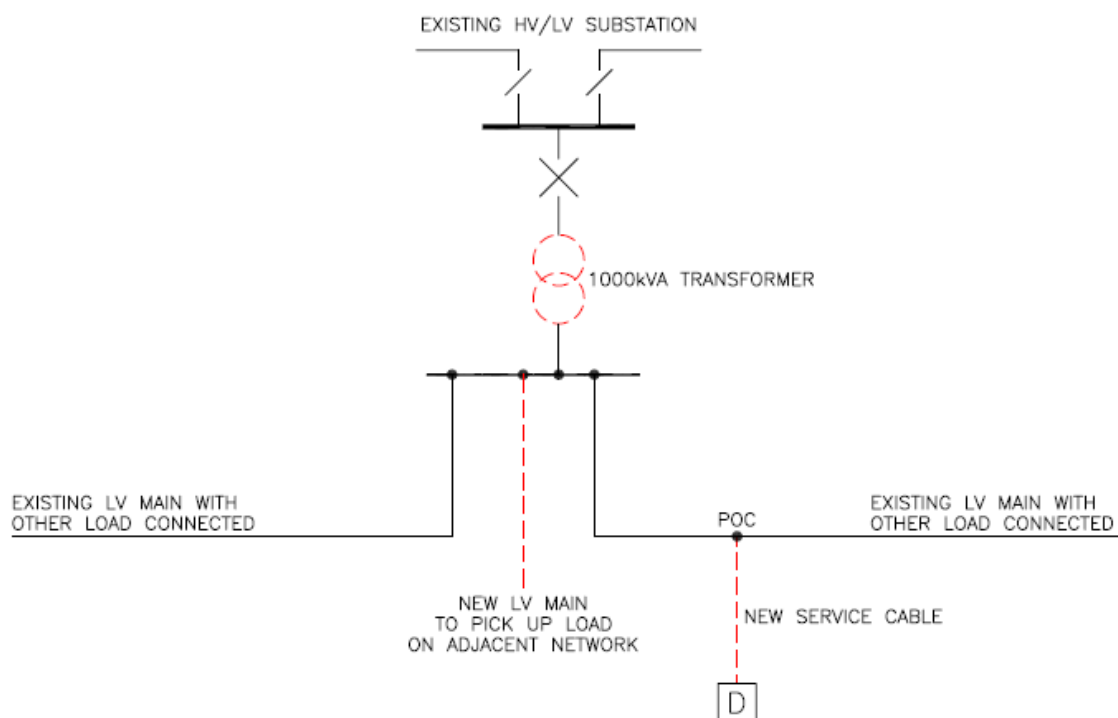 EXISTING HV/LV SUBSTATION
1000kVA TRANSFORMER
EXISTING LV MAIN WITH
OTHER LOAD CONNECTED
POC
EXISTING LV MAIN WITH
OTHER LOAD CONNECTED
NEW LV MAIN
TO PICK UP LOAD
ON ADJACENT NETWORK
NEW SERVICE CABLE
D